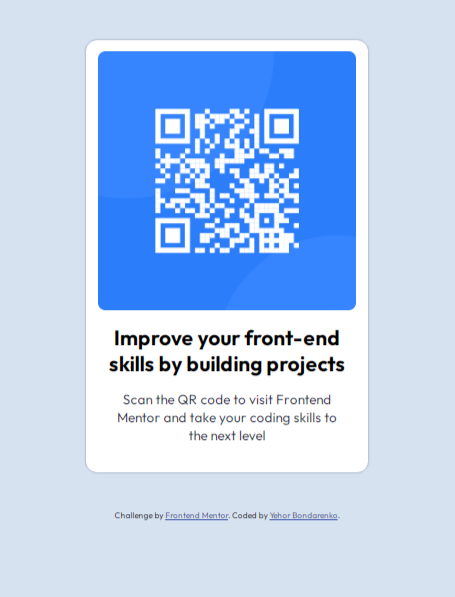 Improve your front-end
skills by building projects
Scan the QR code to visit Frontend
Mentor and take your coding skills to
the next level
Challenge by Frontend Mentor. Coded by Yehor Bondarenko.